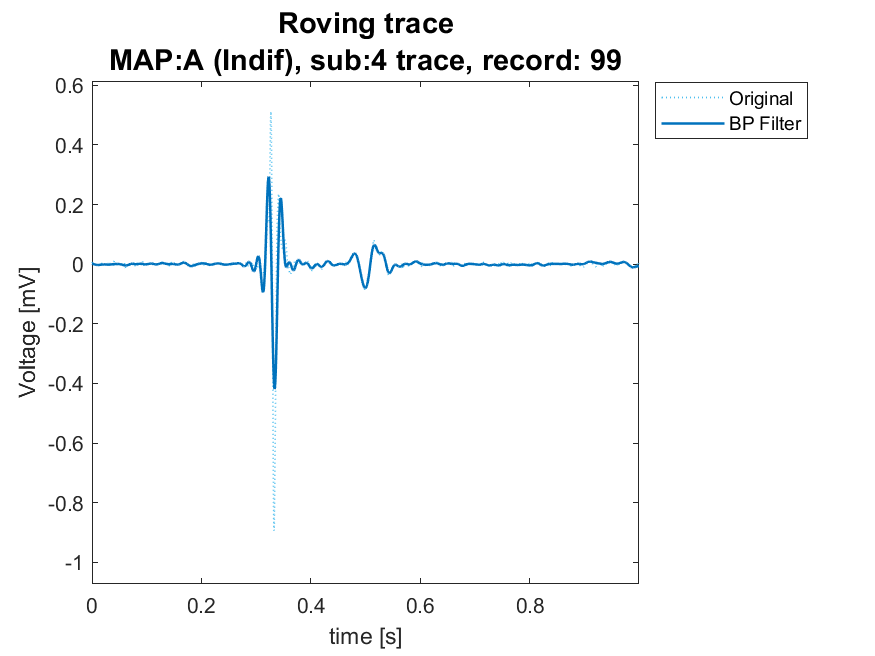 Roving trace
MAP:A (Indif), sub:4 trace, record: 99
Original
BP Filter
0.6
0.4
0.2
0
-0.2
-0.4
-0.6
-0.8
-1
Voltage [mV]
0 0.2 0.4 0.6 0.8
time [s]